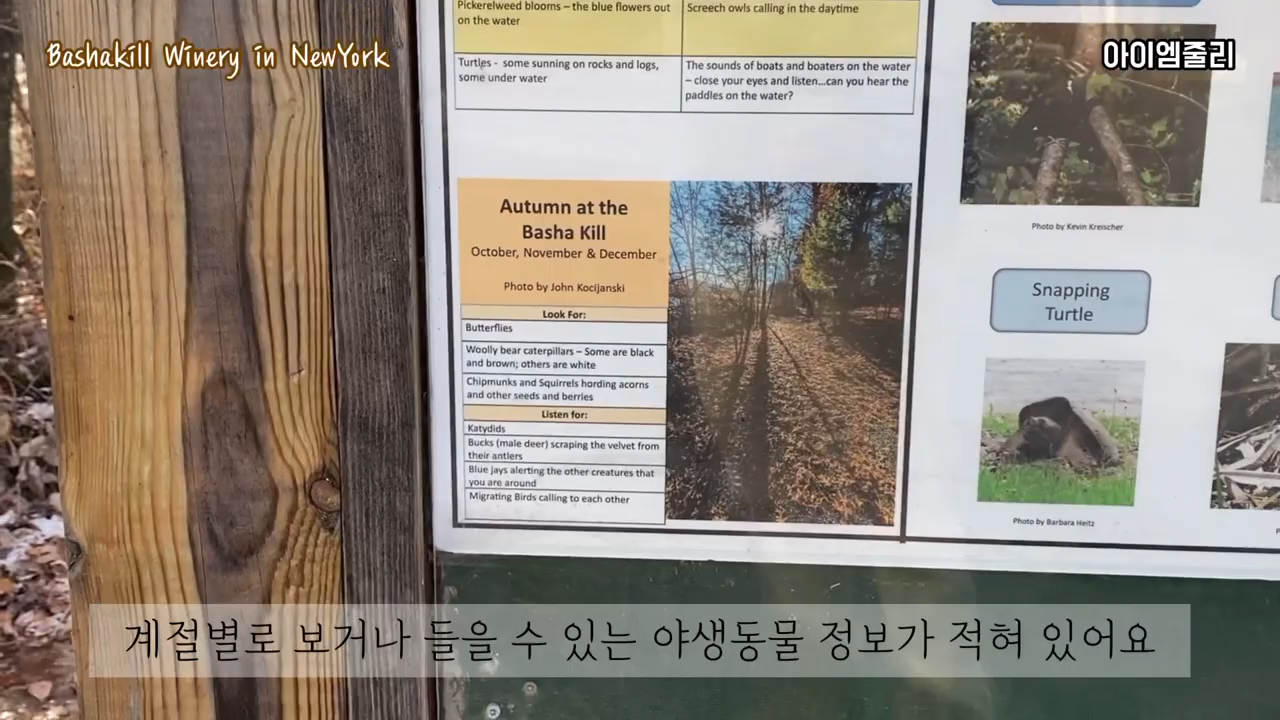 Bashakill Winery in NewYork
아이엠줄리
Pickerelweed blooms – the blue flowers out
on the water
Screech owls calling in the daytime
Turtles - some sunning on rocks and logs,
some under water
The sounds of boats and boaters on the water
– close your eyes and listen...can you hear the
paddles on the water?
Autumn at the
Basha Kill
October, November & December
Photo by John Kocijanski
Look For:
Butterflies
Woolly bear caterpillars – Some are black
and brown; others are white
Chipmunks and Squirrels hording acorns
and other seeds and berries
Listen for:
Katydids
Bucks (male deer) scraping the velvet from
their antlers
Blue jays alerting the other creatures that
you are around
Migrating Birds calling to each other
Photo by Kevin Kreischer
Snapping
Turtle
Photo by Barbara Heitz
계절별로 보거나 들을 수 있는 야생동물 정보가 적혀 있어요